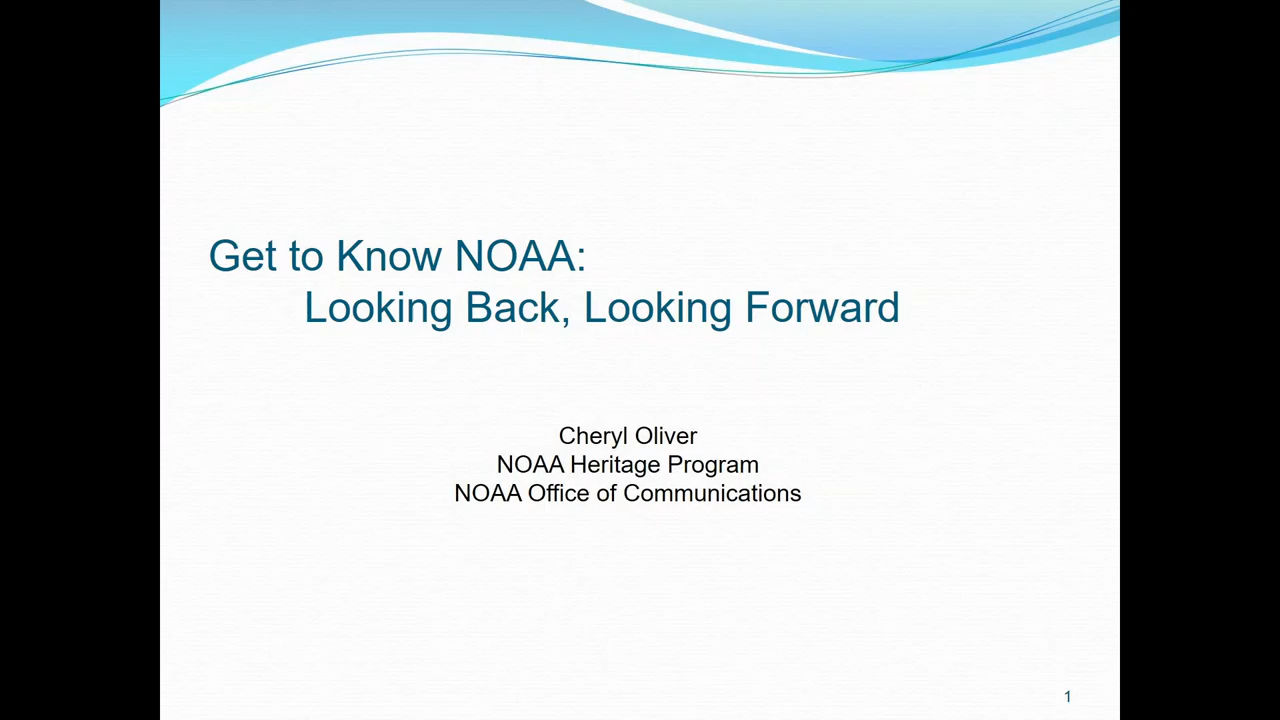 Get to Know NOAA:
Looking Back, Looking Forward
Cheryl Oliver
NOAA Heritage Program
NOAA Office of Communications
1